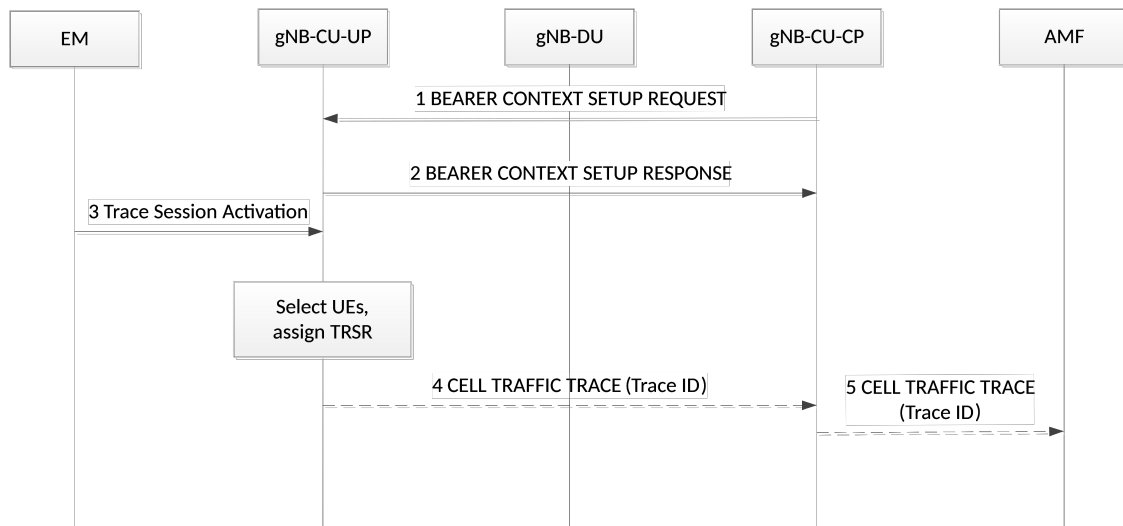 EM
gNB-CU-UP
gNB-DU
gNB-CU-CP
AMF
1 BEARER CONTEXT SETUP REQUEST
2 BEARER CONTEXT SETUP RESPONSE
3 Trace Session Activation
Select UEs,
assign TRSR
4 CELL TRAFFIC TRACE (Trace ID)
5 CELL TRAFFIC TRACE
(Trace ID)